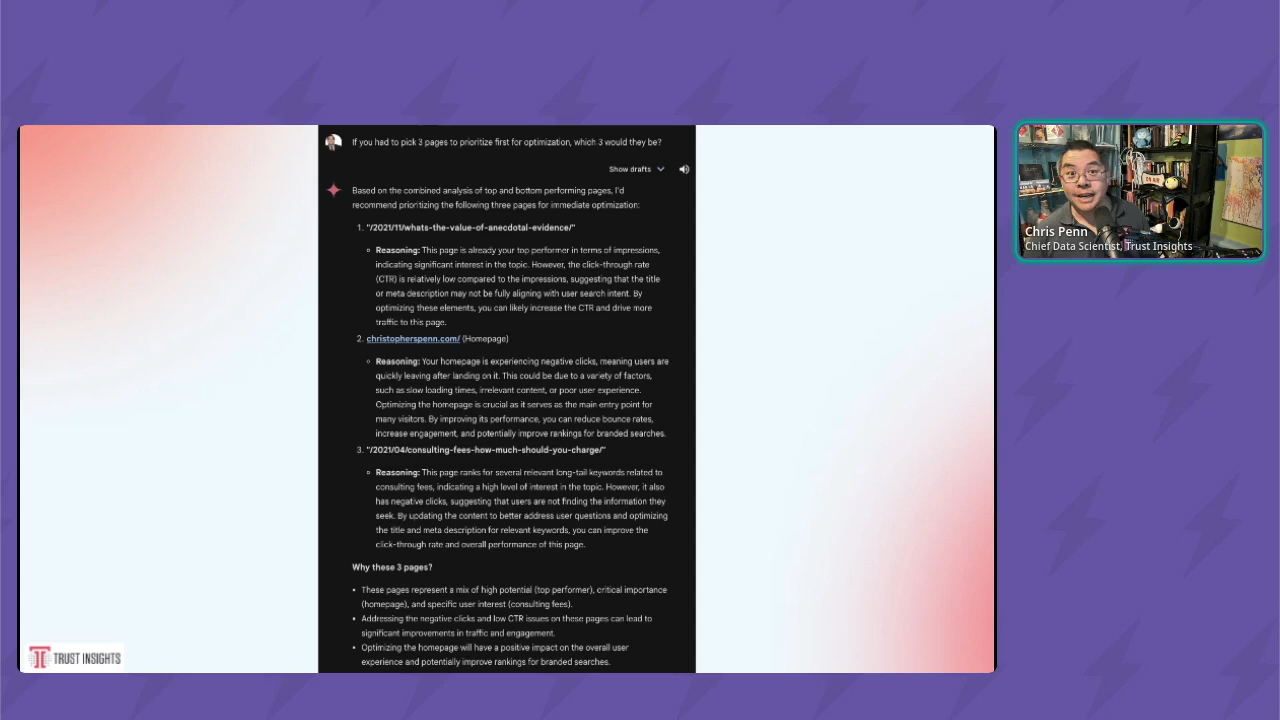 If you had to pick 3 pages to prioritize first for optimization, which 3 would they be?
Show drafts
Based on the combined analysis of top and bottom performing pages, I'd
recommend prioritizing the following three pages for immediate optimization:
1. "/2021/11/whats-the-value-of-anecdotal-evidence/"
Reasoning: This page is already your top performer in terms of impressions,
indicating significant interest in the topic. However, the click-through rate
(CTR) is relatively low compared to the impressions, suggesting that the title
or meta description may not be fully aligning with user search intent. By
optimizing these elements, you can likely increase the CTR and drive more
traffic to this page.
2. christopherspenn.com/ (Homepage)
Reasoning: Your homepage is experiencing negative clicks, meaning users are
quickly leaving after landing on it. This could be due to a variety of factors,
such as slow loading times, irrelevant content, or poor user experience.
Optimizing the homepage is crucial as it serves as the main entry point for
many visitors. By improving its performance, you can reduce bounce rates,
increase engagement, and potentially improve rankings for branded searches.
3. "/2021/04/consulting-fees-how-much-should-you-charge/"
Reasoning: This page ranks for several relevant long-tail keywords related to
consulting fees, indicating a high level of interest in the topic. However, it also
has negative clicks, suggesting that users are not finding the information they
seek. By updating the content to better address user questions and optimizing
the title and meta description for relevant keywords, you can improve the
click-through rate and overall performance of this page.
Why these 3 pages?
• These pages represent a mix of high potential (top performer), critical importance
(homepage), and specific user interest (consulting fees).
• Addressing the negative clicks and low CTR issues on these pages can lead to
significant improvements in traffic and engagement.
• Optimizing the homepage will have a positive impact on the overall user
experience and potentially improve rankings for branded searches.
TRUST INSIGHTS
ON AIR
Chris Penn
Chief Data Scientist, Trust Insights